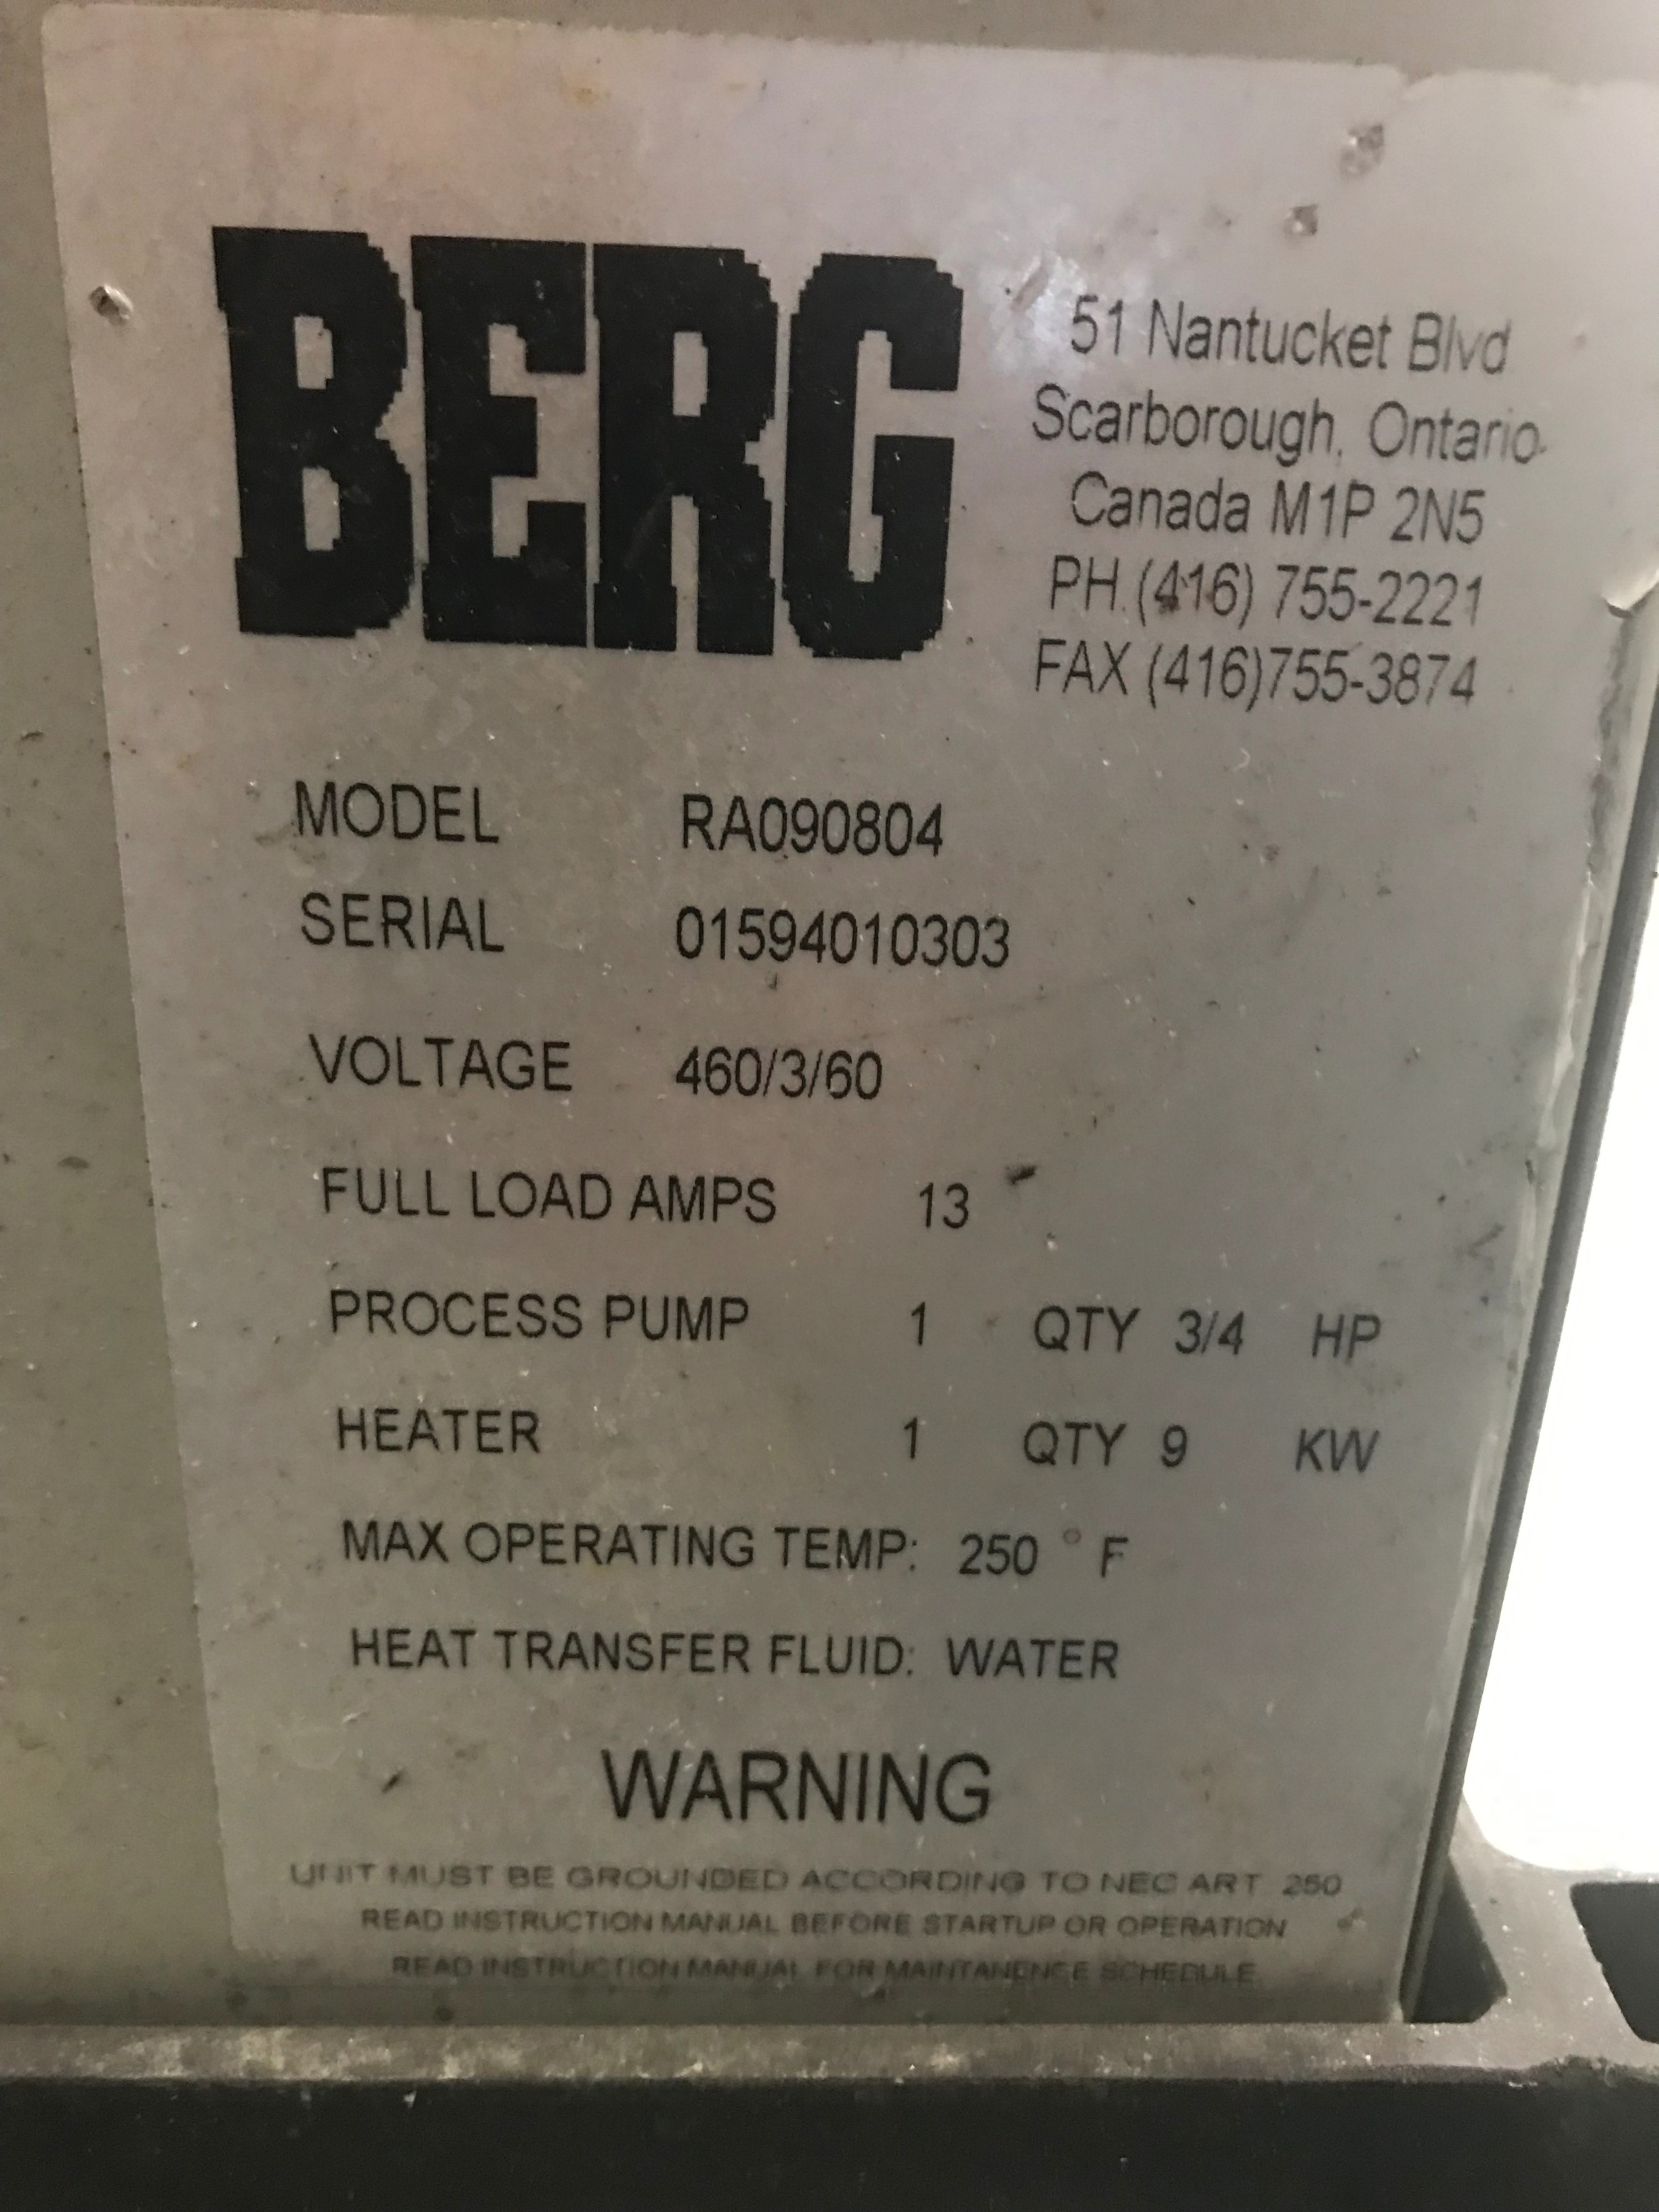 BERG
51 Nantucket Blvd
Scarborough, Ontario
Canada M1P 2N5
PH. (416) 755-2221
FAX (416)755-3874
MODEL RA090804
SERIAL 01594010303
VOLTAGE 460/3/60
FULL LOAD AMPS 13
PROCESS PUMP 1 QTY 3/4 HP
HEATER 1 QTY 9 KW
MAX OPERATING TEMP: 250 ° F
HEAT TRANSFER FLUID: WATER
WARNING
UNIT MUST BE GROUNDED ACCORDING TO NEC ART 250
READ INSTRUCTION MANUAL BEFORE STARTUP OR OPERATION
READ INSTRUCTION MANUAL FOR MAINTANENCE SCHEDULE